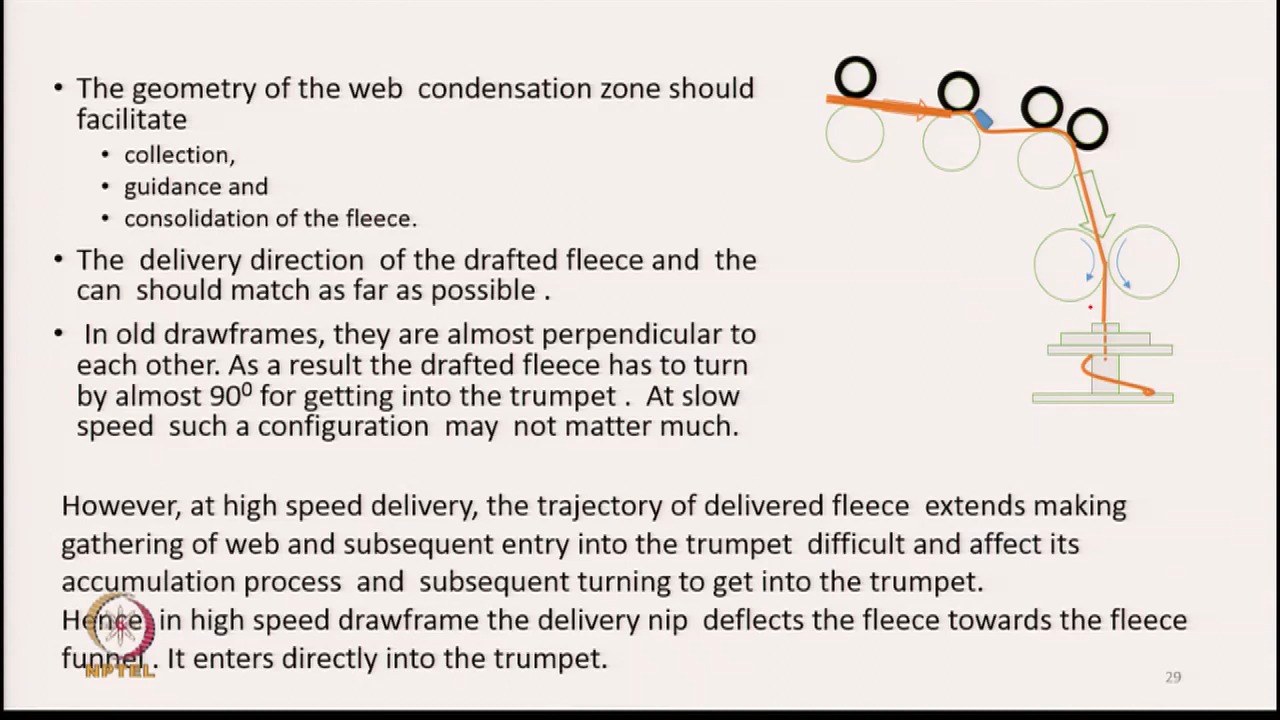 • The geometry of the web condensation zone should
facilitate
• collection,
• guidance and
• consolidation of the fleece.
• The delivery direction of the drafted fleece and the
can should match as far as possible .
• In old drawframes, they are almost perpendicular to
each other. As a result the drafted fleece has to turn
by almost 90⁰ for getting into the trumpet . At slow
speed such a configuration may not matter much.
However, at high speed delivery, the trajectory of delivered fleece extends making
gathering of web and subsequent entry into the trumpet difficult and affect its
accumulation process and subsequent turning to get into the trumpet.
Hence in high speed drawframe the delivery nip deflects the fleece towards the fleece
funnel . It enters directly into the trumpet.
NPTEL
29